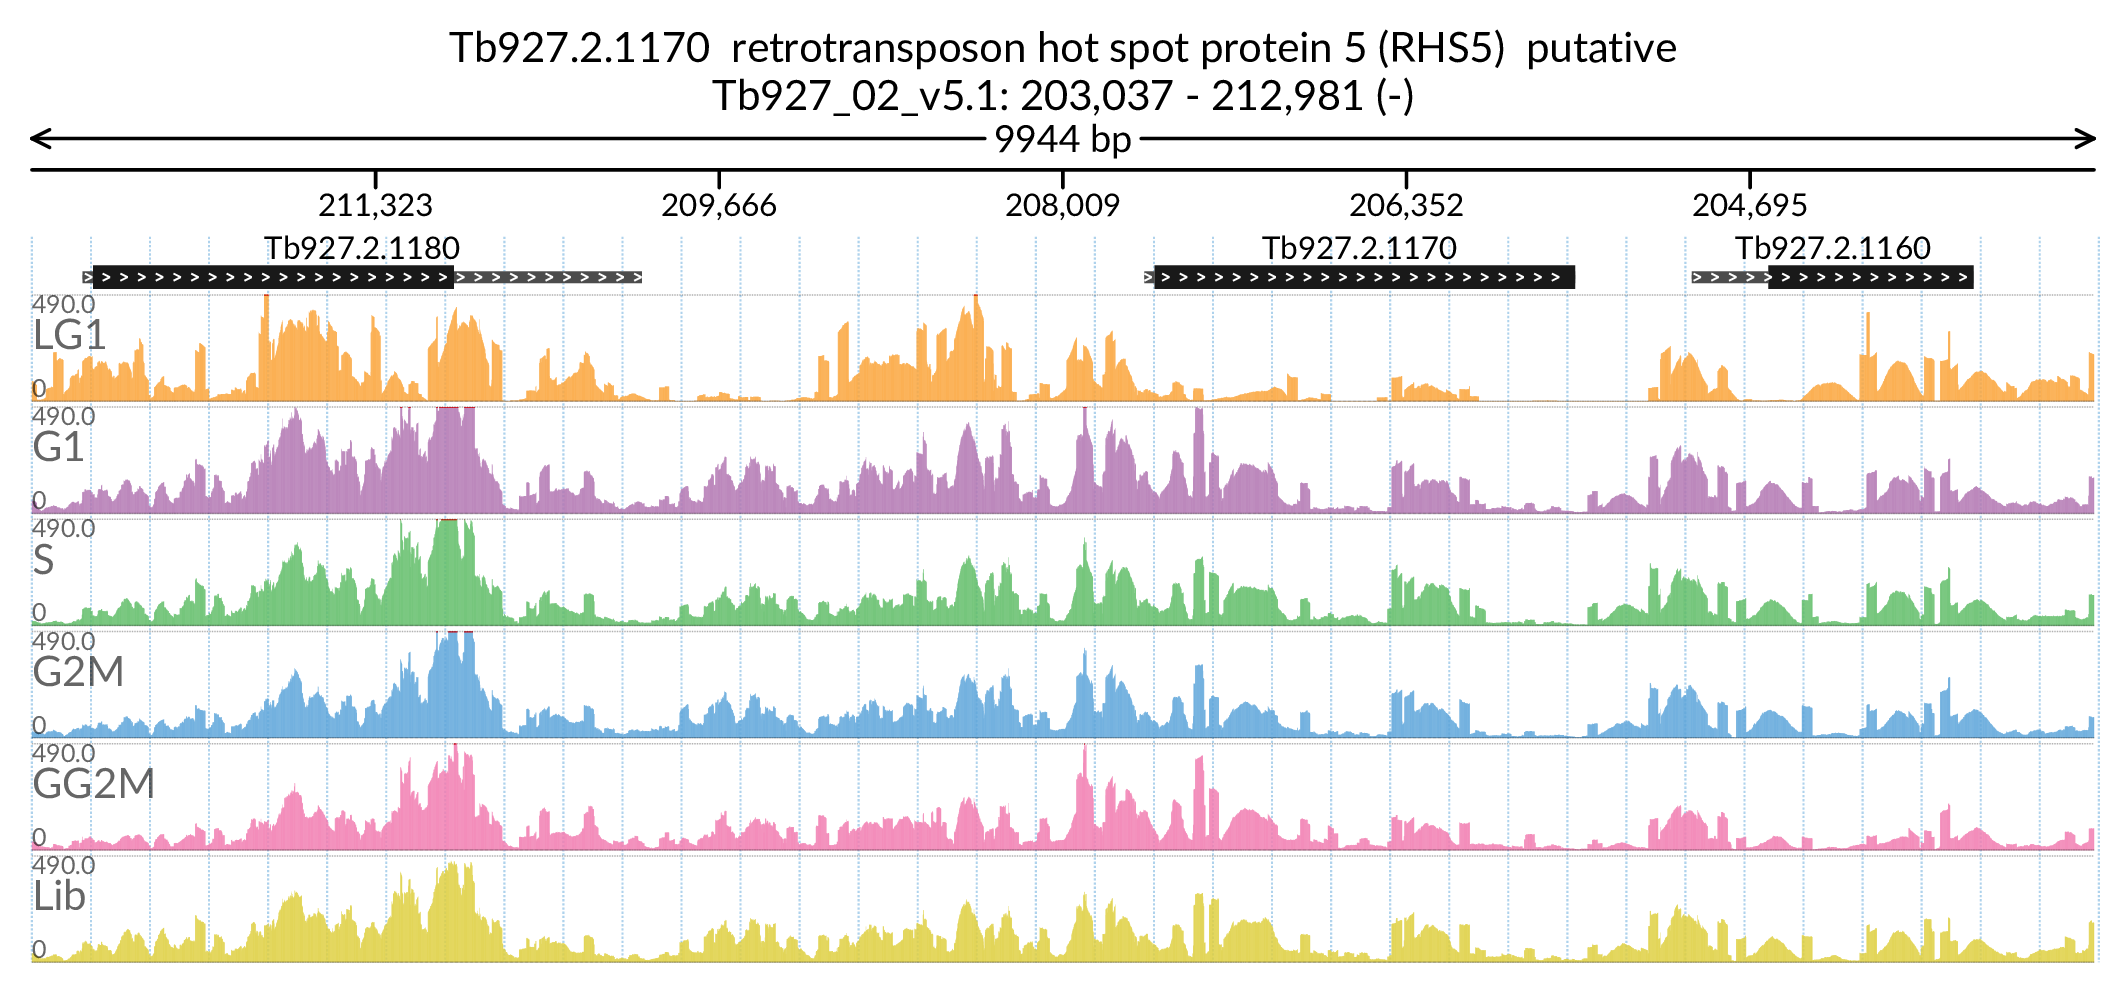 Tb927.2.1170  retrotransposon hot spot protein 5 (RHS5)  putative
Tb927_02_v5.1: 203,037 - 212,981 (-)
9944 bp
211,323 209,666 208,009 206,352 204,695
Tb927.2.1180 Tb927.2.1170 Tb927.2.1160
490.0
LG1
0
490.0
G1
0
490.0
S
0
490.0
G2M
0
490.0
GG2M
0
490.0
Lib
0